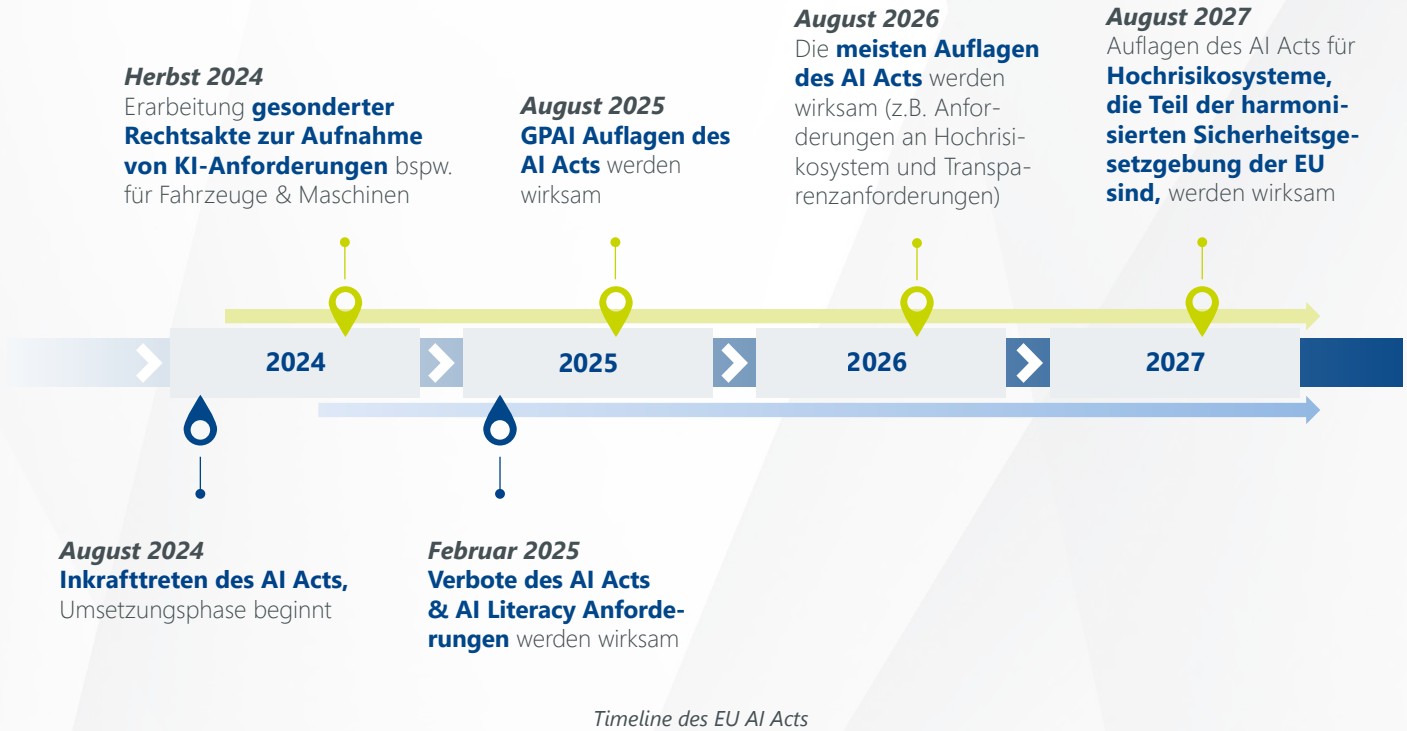 Herbst 2024
Erarbeitung gesonderter
Rechtsakte zur Aufnahme
von KI-Anforderungen bspw.
für Fahrzeuge & Maschinen
August 2025
GPAI Auflagen des
AI Acts werden
wirksam
August 2026
Die meisten Auflagen
des AI Acts werden
wirksam (z.B. Anfor-
derungen an Hochrisi-
kosystem und Transpa-
renzanforderungen)
August 2027
Auflagen des AI Acts für
Hochrisikosysteme,
die Teil der harmoni-
sierten Sicherheitsge-
setzgebung der EU
sind, werden wirksam
2024
2025
2026
2027
August 2024
Inkrafttreten des AI Acts,
Umsetzungsphase beginnt
Februar 2025
Verbote des AI Acts
& AI Literacy Anforde-
rungen werden wirksam
Timeline des EU AI Acts